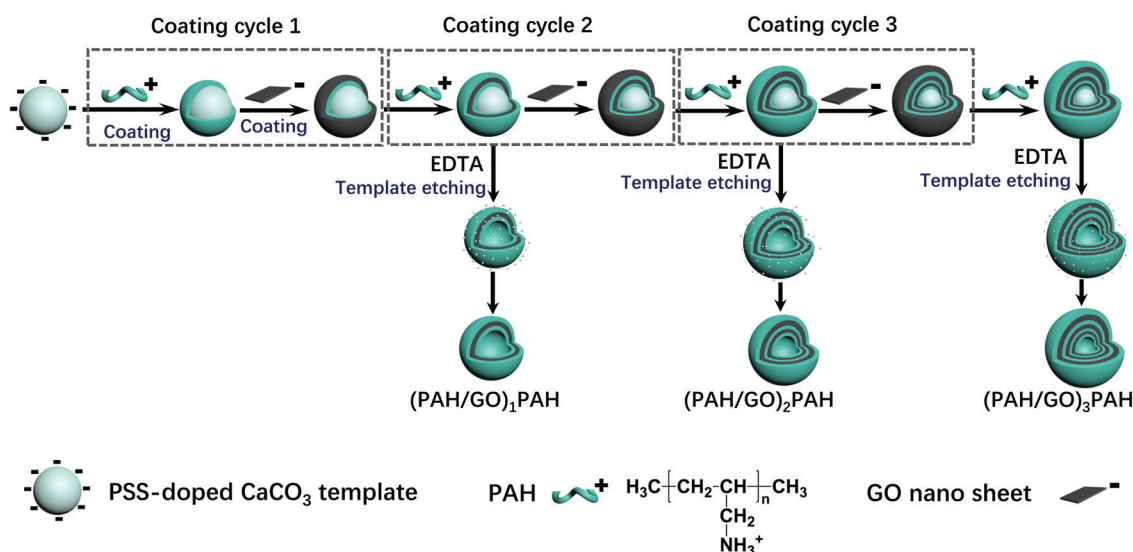 Coating cycle 1
Coating cycle 2
Coating cycle 3
+
-
+
-
+
-
+
Coating
Coating
EDTA
Template etching
EDTA
Template etching
EDTA
Template etching
(PAH/GO)₁PAH
(PAH/GO)₂PAH
(PAH/GO)₃PAH
PSS-doped CaCO₃ template
PAH
+
H₃C-[CH₂-CH]n-CH₃
CH₂
NH₃⁺
GO nano sheet
-